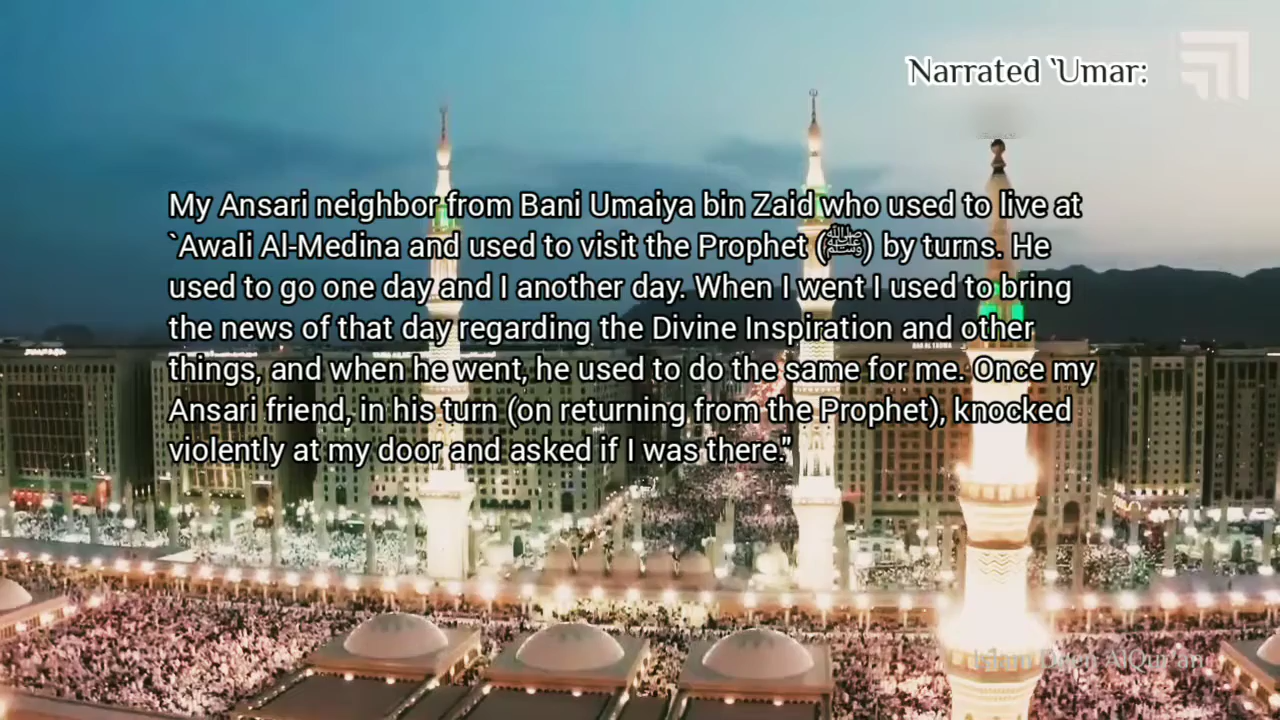 Narrated `Umar:
My Ansari neighbor from Bani Umaiya bin Zaid who used to live at
`Awali Al-Medina and used to visit the Prophet (ﷺ) by turns. He
used to go one day and I another day. When I went I used to bring
the news of that day regarding the Divine Inspiration and other
things, and when he went, he used to do the same for me. Once my
Ansari friend, in his turn (on returning from the Prophet), knocked
violently at my door and asked if I was there."
AlQur'an